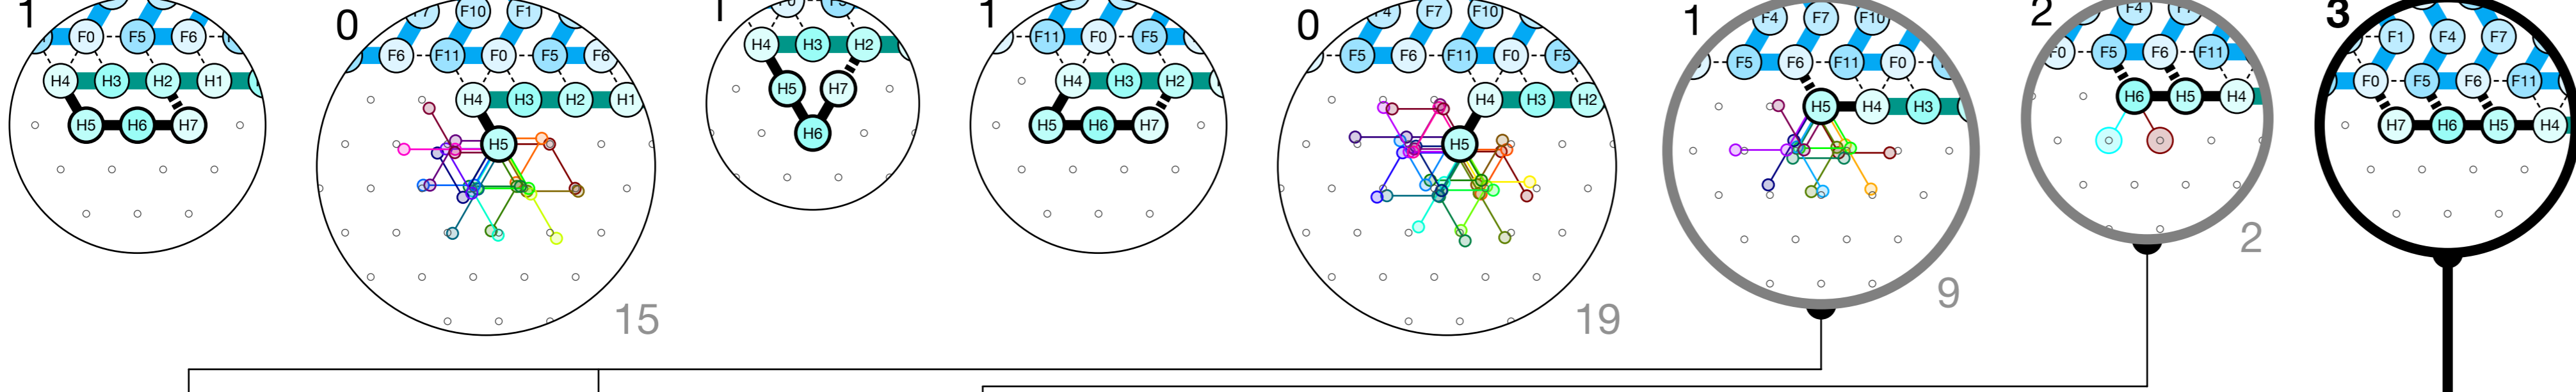 1
F0 F5 F6
H4 H3 H2 H1
H5 H6 H7
0
F7 F10 F1
F6 F11 F0 F5 F6
H4 H3 H2 H1
H5
15
1
H4 H3 H2
H5 H7
H6
1
F11 F0 F5
H4 H3 H2
H5 H6 H7
0
F4 F7 F10
F5 F6 F11 F0 F5
H4 H3 H2
H5
19
1
F4 F7 F10
F5 F6 F11 F0
H5 H4 H3
9
2
F4
F0 F5 F6 F11
H6 H5 H4
2
3
F1 F4 F7
F0 F5 F6 F11
H7 H6 H5 H4